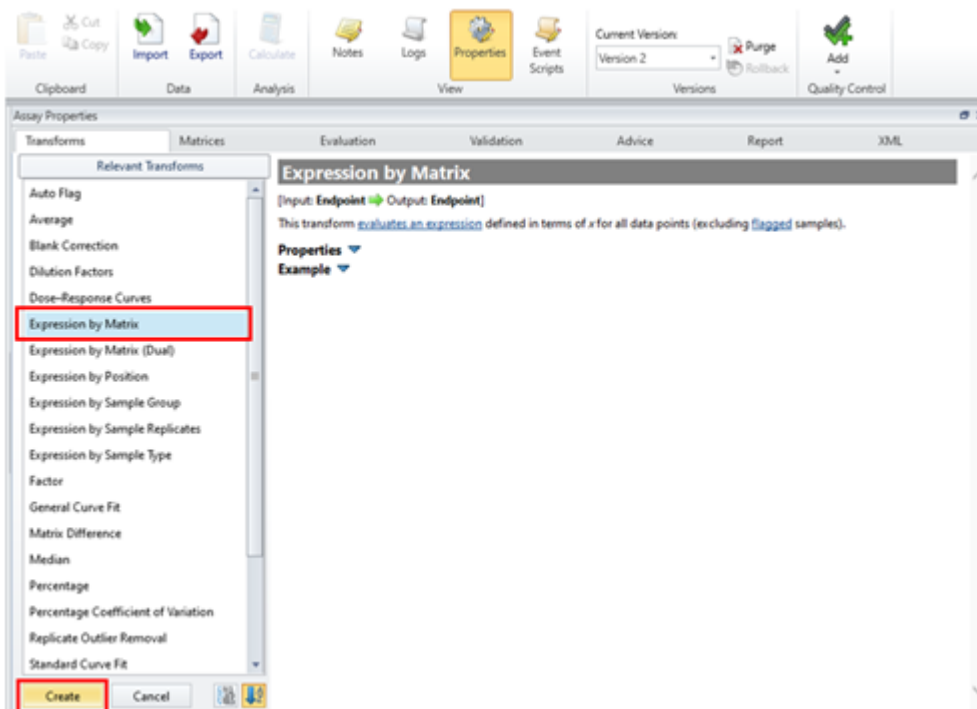 Cut
Copy
Paste
Import
Export
Calculate
Notes
Logs
Properties
Event
Scripts
Current Version:
Version 2
Purge
Rollback
Add
Clipboard
Data
Analysis
View
Versions
Quality Control
Assay Properties
Transforms
Matrices
Evaluation
Validation
Advice
Report
XML
Relevant Transforms
Auto Flag
Average
Blank Correction
Dilution Factors
Dose-Response Curves
Expression by Matrix
Expression by Matrix (Dual)
Expression by Position
Expression by Sample Group
Expression by Sample Replicates
Expression by Sample Type
Factor
General Curve Fit
Matrix Difference
Median
Percentage
Percentage Coefficient of Variation
Replicate Outlier Removal
Standard Curve Fit
Create
Cancel
Expression by Matrix
[Input: Endpoint Output: Endpoint]
This transform evaluates an expression defined in terms of x for all data points (excluding flagged samples).
Properties
Example